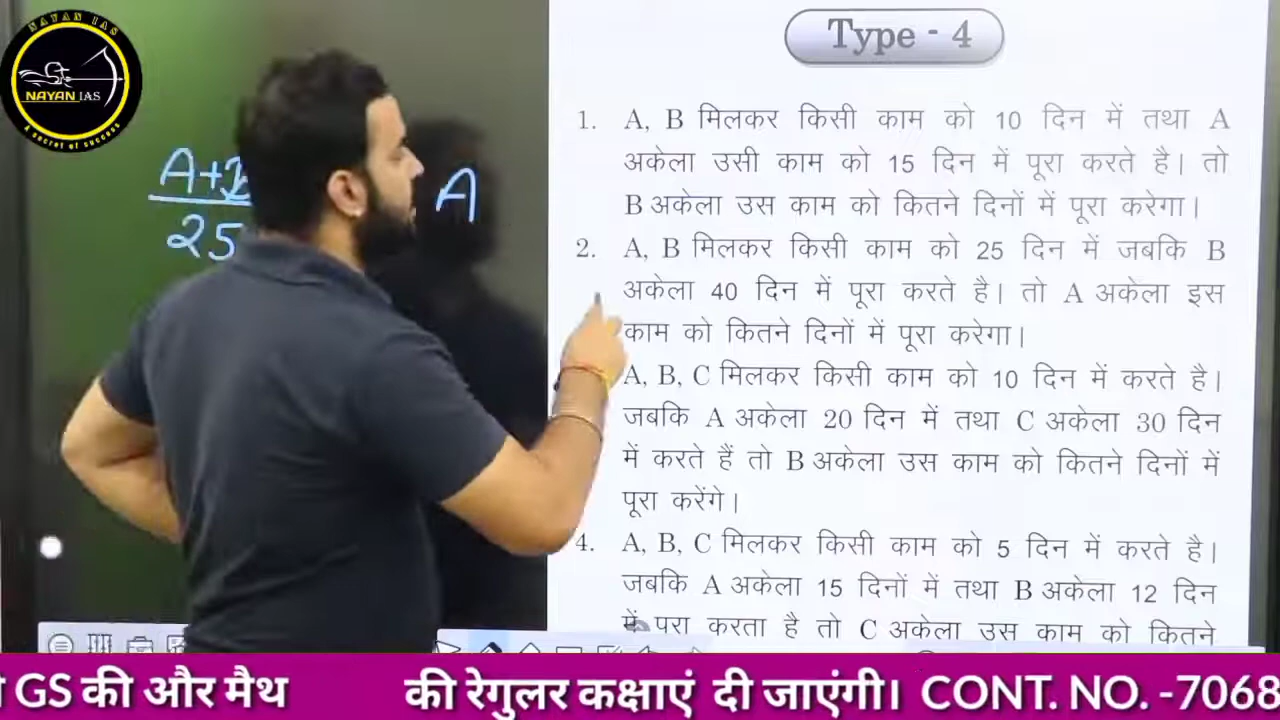 NAYAN IAS
NAYAN IAS
A secret of success
Type - 4
A+B
25
A
1. A, B मिलकर किसी काम को 10 दिन में तथा A
अकेला उसी काम को 15 दिन में पूरा करते है। तो
B अकेला उस काम को कितने दिनों में पूरा करेगा।
2. A, B मिलकर किसी काम को 25 दिन में जबकि B
अकेला 40 दिन में पूरा करते है। तो A अकेला इस
काम को कितने दिनों में पूरा करेगा।
A, B, C मिलकर किसी काम को 10 दिन में करते है।
जबकि A अकेला 20 दिन में तथा C अकेला 30 दिन
में करते हैं तो B अकेला उस काम को कितने दिनों में
पूरा करेंगे।
4. A, B, C मिलकर किसी काम को 5 दिन में करते है।
जबकि A अकेला 15 दिनों में तथा B अकेला 12 दिन
में पूरा करता है तो C अकेला उस काम को कितने
GS की और मैथ की रेगुलर कक्षाएं दी जाएंगी। CONT. NO. -7068